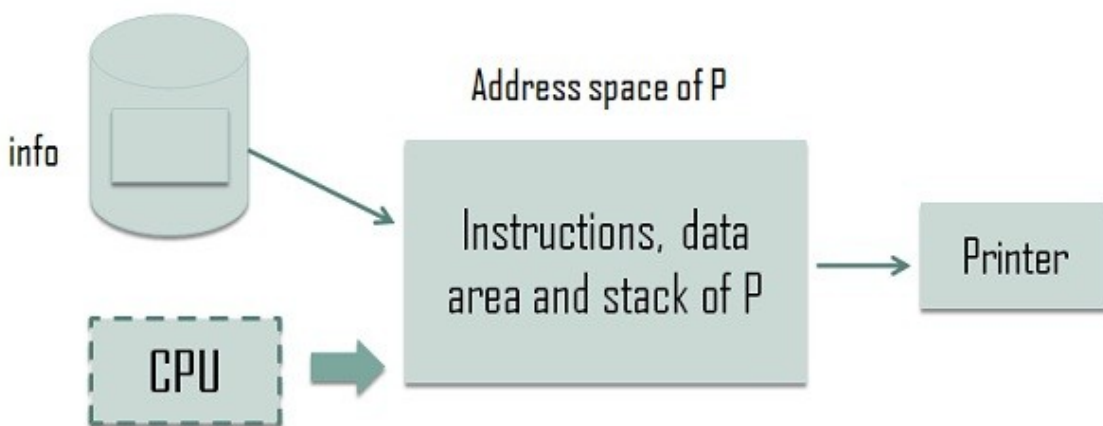 Address space of P
info
Instructions, data
area and stack of P
Printer
CPU